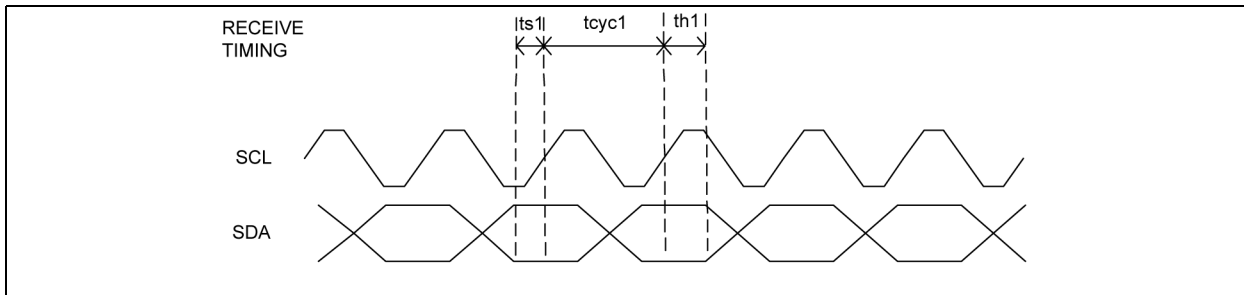 RECEIVE
TIMING
ts1
tcyc1
th1
SCL
SDA